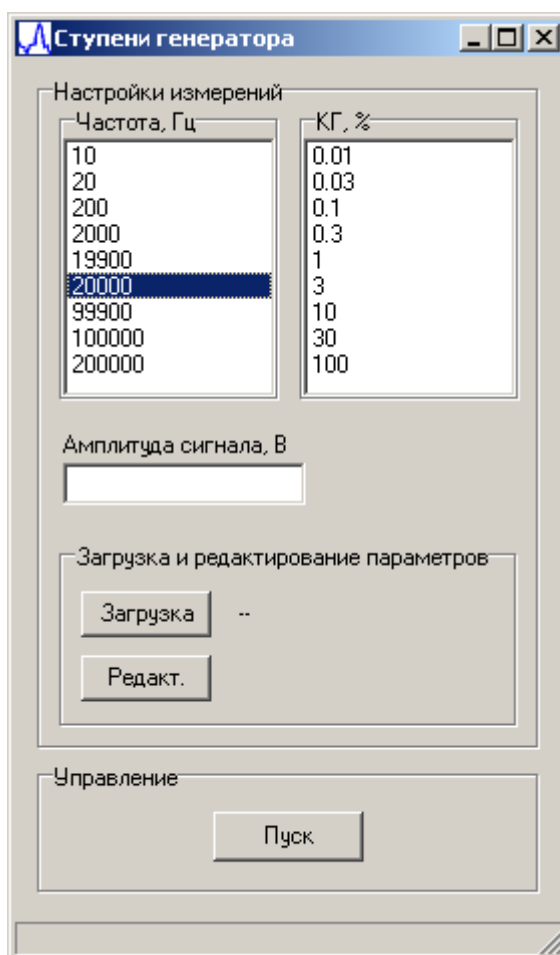 Ступени генератора
Настройки измерений
Частота, Гц
10
20
200
2000
19900
20000
99900
100000
200000
КГ, %
0.01
0.03
0.1
0.3
1
3
10
30
100
Амплитуда сигнала, В
Загрузка и редактирование параметров
Загрузка --
Редакт.
Управление
Пуск